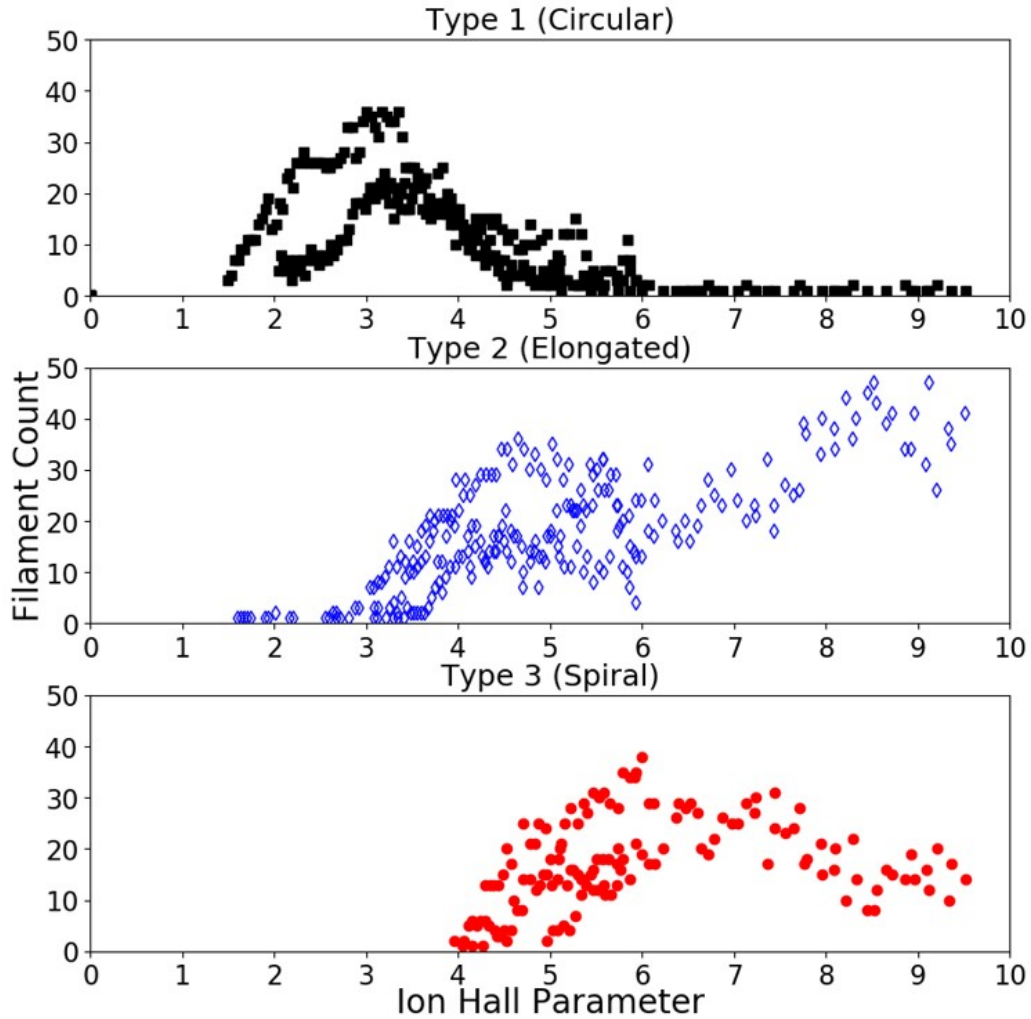 Type 1 (Circular)
50
40
30
20
10
0
0 1 2 3 4 5 6 7 8 9 10
Type 2 (Elongated)
Filament Count
50
40
30
20
10
0
0 1 2 3 4 5 6 7 8 9 10
Type 3 (Spiral)
50
40
30
20
10
0
0 1 2 3 4 5 6 7 8 9 10
Ion Hall Parameter